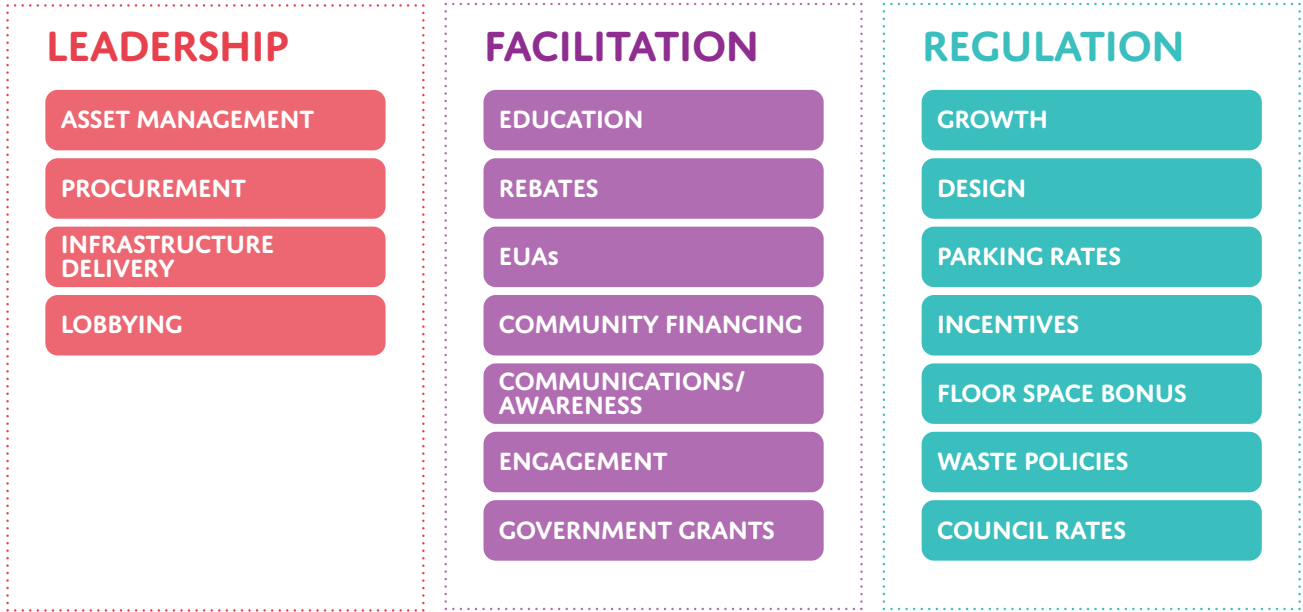 LEADERSHIP
ASSET MANAGEMENT
PROCUREMENT
INFRASTRUCTURE
DELIVERY
LOBBYING
FACILITATION
EDUCATION
REBATES
EUAs
COMMUNITY FINANCING
COMMUNICATIONS/
AWARENESS
ENGAGEMENT
GOVERNMENT GRANTS
REGULATION
GROWTH
DESIGN
PARKING RATES
INCENTIVES
FLOOR SPACE BONUS
WASTE POLICIES
COUNCIL RATES